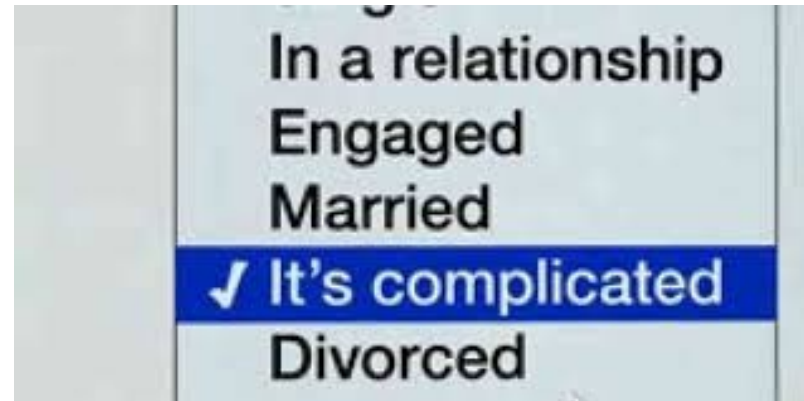 In a relationship
Engaged
Married
✓ It's complicated
Divorced